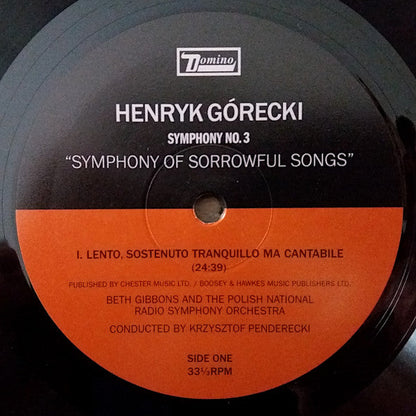 Domino
HENRYK GÓRECKI
SYMPHONY NO. 3
“SYMPHONY OF SORROWFUL SONGS”
I. LENTO, SOSTENUTO TRANQUILLO MA CANTABILE
(24:39)
PUBLISHED BY CHESTER MUSIC LTD. / BOOSEY & HAWKES MUSIC PUBLISHERS LTD.
BETH GIBBONS AND THE POLISH NATIONAL
RADIO SYMPHONY ORCHESTRA
CONDUCTED BY KRZYSZTOF PENDERECKI
SIDE ONE
33⅓RPM